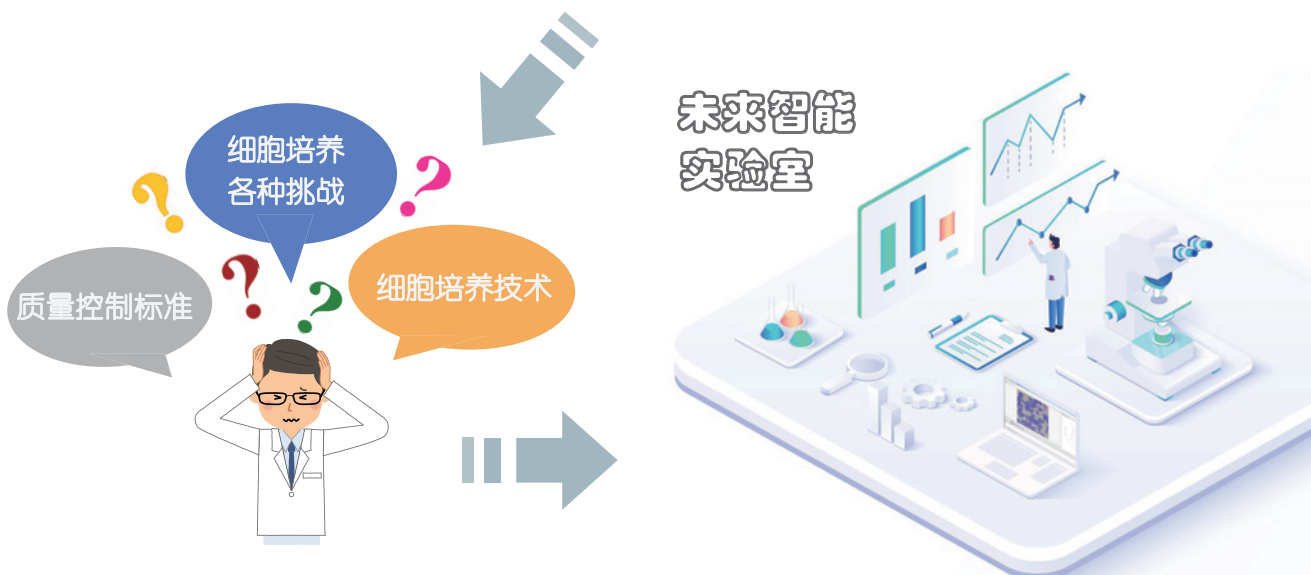 细胞培养
各种挑战
质量控制标准
细胞培养技术
未来智能
实验室